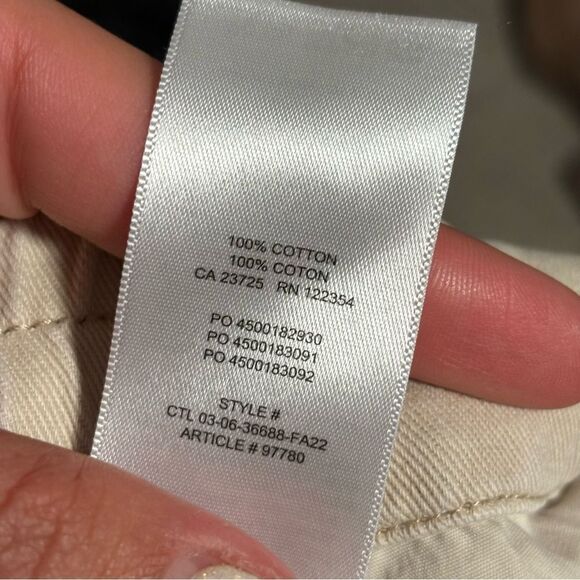 100% COTTON
100% COTON
CA 23725 RN 122354
PO 4500182930
PO 4500183091
PO 4500183092
STYLE #
CTL 03-06-36688-FA22
ARTICLE # 97780